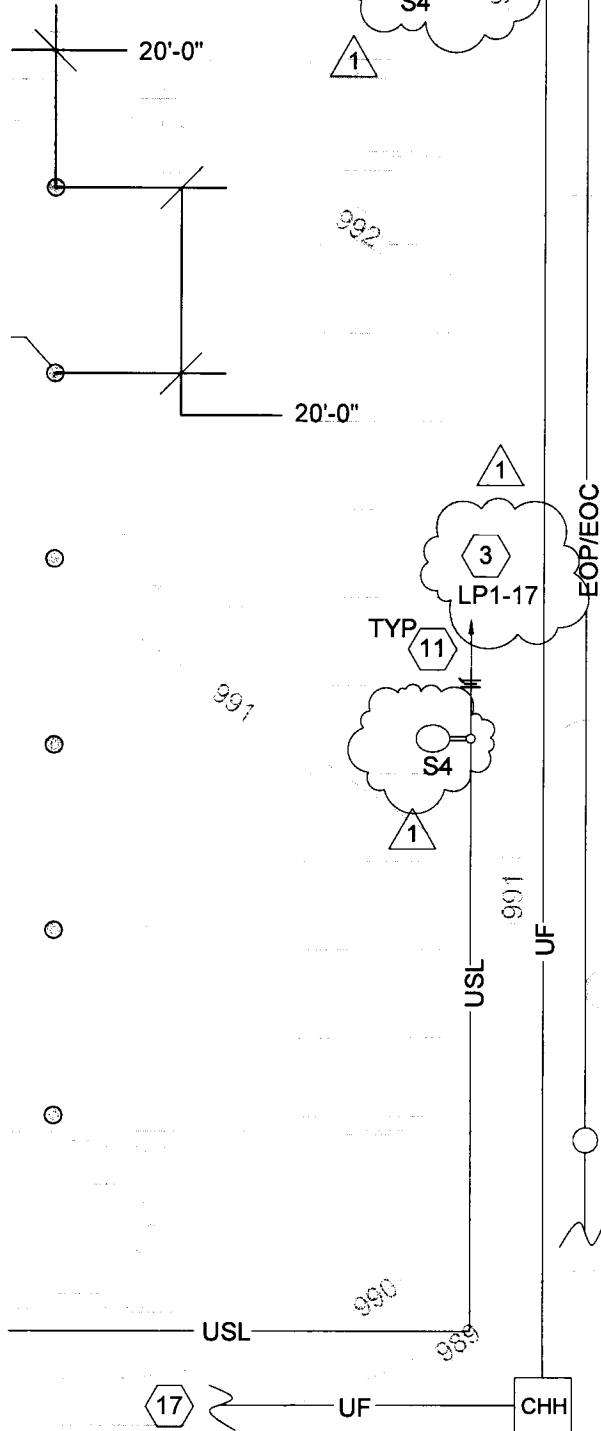 S4
20'-0"
1
992
20'-0"
1
EOP/EOC
3
LP1-17
TYP
11
991
S4
1
991
UF
USL
990
989
USL
17
UF
CHH